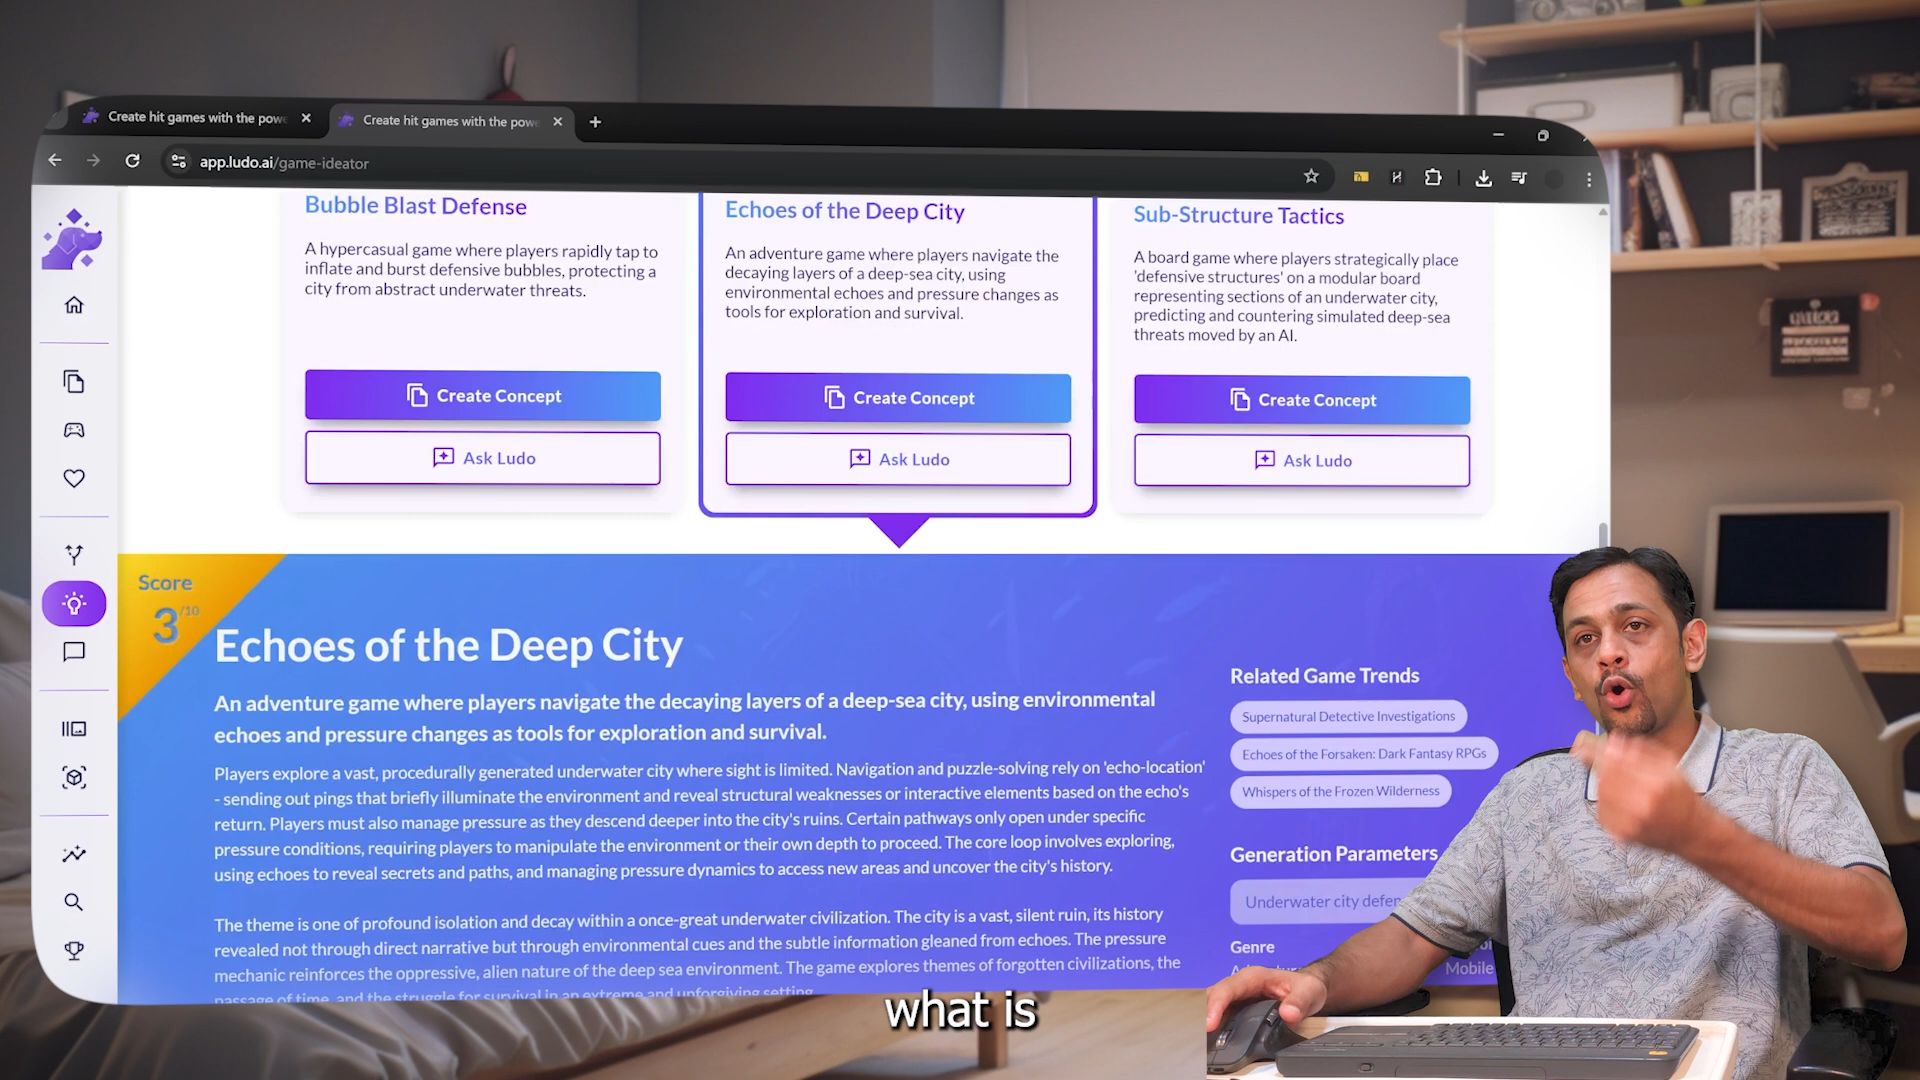 Create hit games with the powe
Create hit games with the powe
app.ludo.ai/game-ideator
Bubble Blast Defense
A hypercasual game where players rapidly tap to
inflate and burst defensive bubbles, protecting a
city from abstract underwater threats.
Create Concept
Ask Ludo
Echoes of the Deep City
An adventure game where players navigate the
decaying layers of a deep-sea city, using
environmental echoes and pressure changes as
tools for exploration and survival.
Create Concept
Ask Ludo
Sub-Structure Tactics
A board game where players strategically place
'defensive structures' on a modular board
representing sections of an underwater city,
predicting and countering simulated deep-sea
threats moved by an AI.
Create Concept
Ask Ludo
Score
3/10
Echoes of the Deep City
An adventure game where players navigate the decaying layers of a deep-sea city, using environmental
echoes and pressure changes as tools for exploration and survival.
Players explore a vast, procedurally generated underwater city where sight is limited. Navigation and puzzle-solving rely on 'echo-location'
- sending out pings that briefly illuminate the environment and reveal structural weaknesses or interactive elements based on the echo's
return. Players must also manage pressure as they descend deeper into the city's ruins. Certain pathways only open under specific
pressure conditions, requiring players to manipulate the environment or their own depth to proceed. The core loop involves exploring,
using echoes to reveal secrets and paths, and managing pressure dynamics to access new areas and uncover the city's history.
The theme is one of profound isolation and decay within a once-great underwater civilization. The city is a vast, silent ruin, its history
revealed not through direct narrative but through environmental cues and the subtle information gleaned from echoes. The pressure
mechanic reinforces the oppressive, alien nature of the deep sea environment. The game explores themes of forgotten civilizations, the
passage of time, and the struggle for survival in an extreme and unforgiving setting.
Related Game Trends
Supernatural Detective Investigations
Echoes of the Forsaken: Dark Fantasy RPGs
Whispers of the Frozen Wilderness
Generation Parameters
Underwater city defen
Genre
Mobile
what is